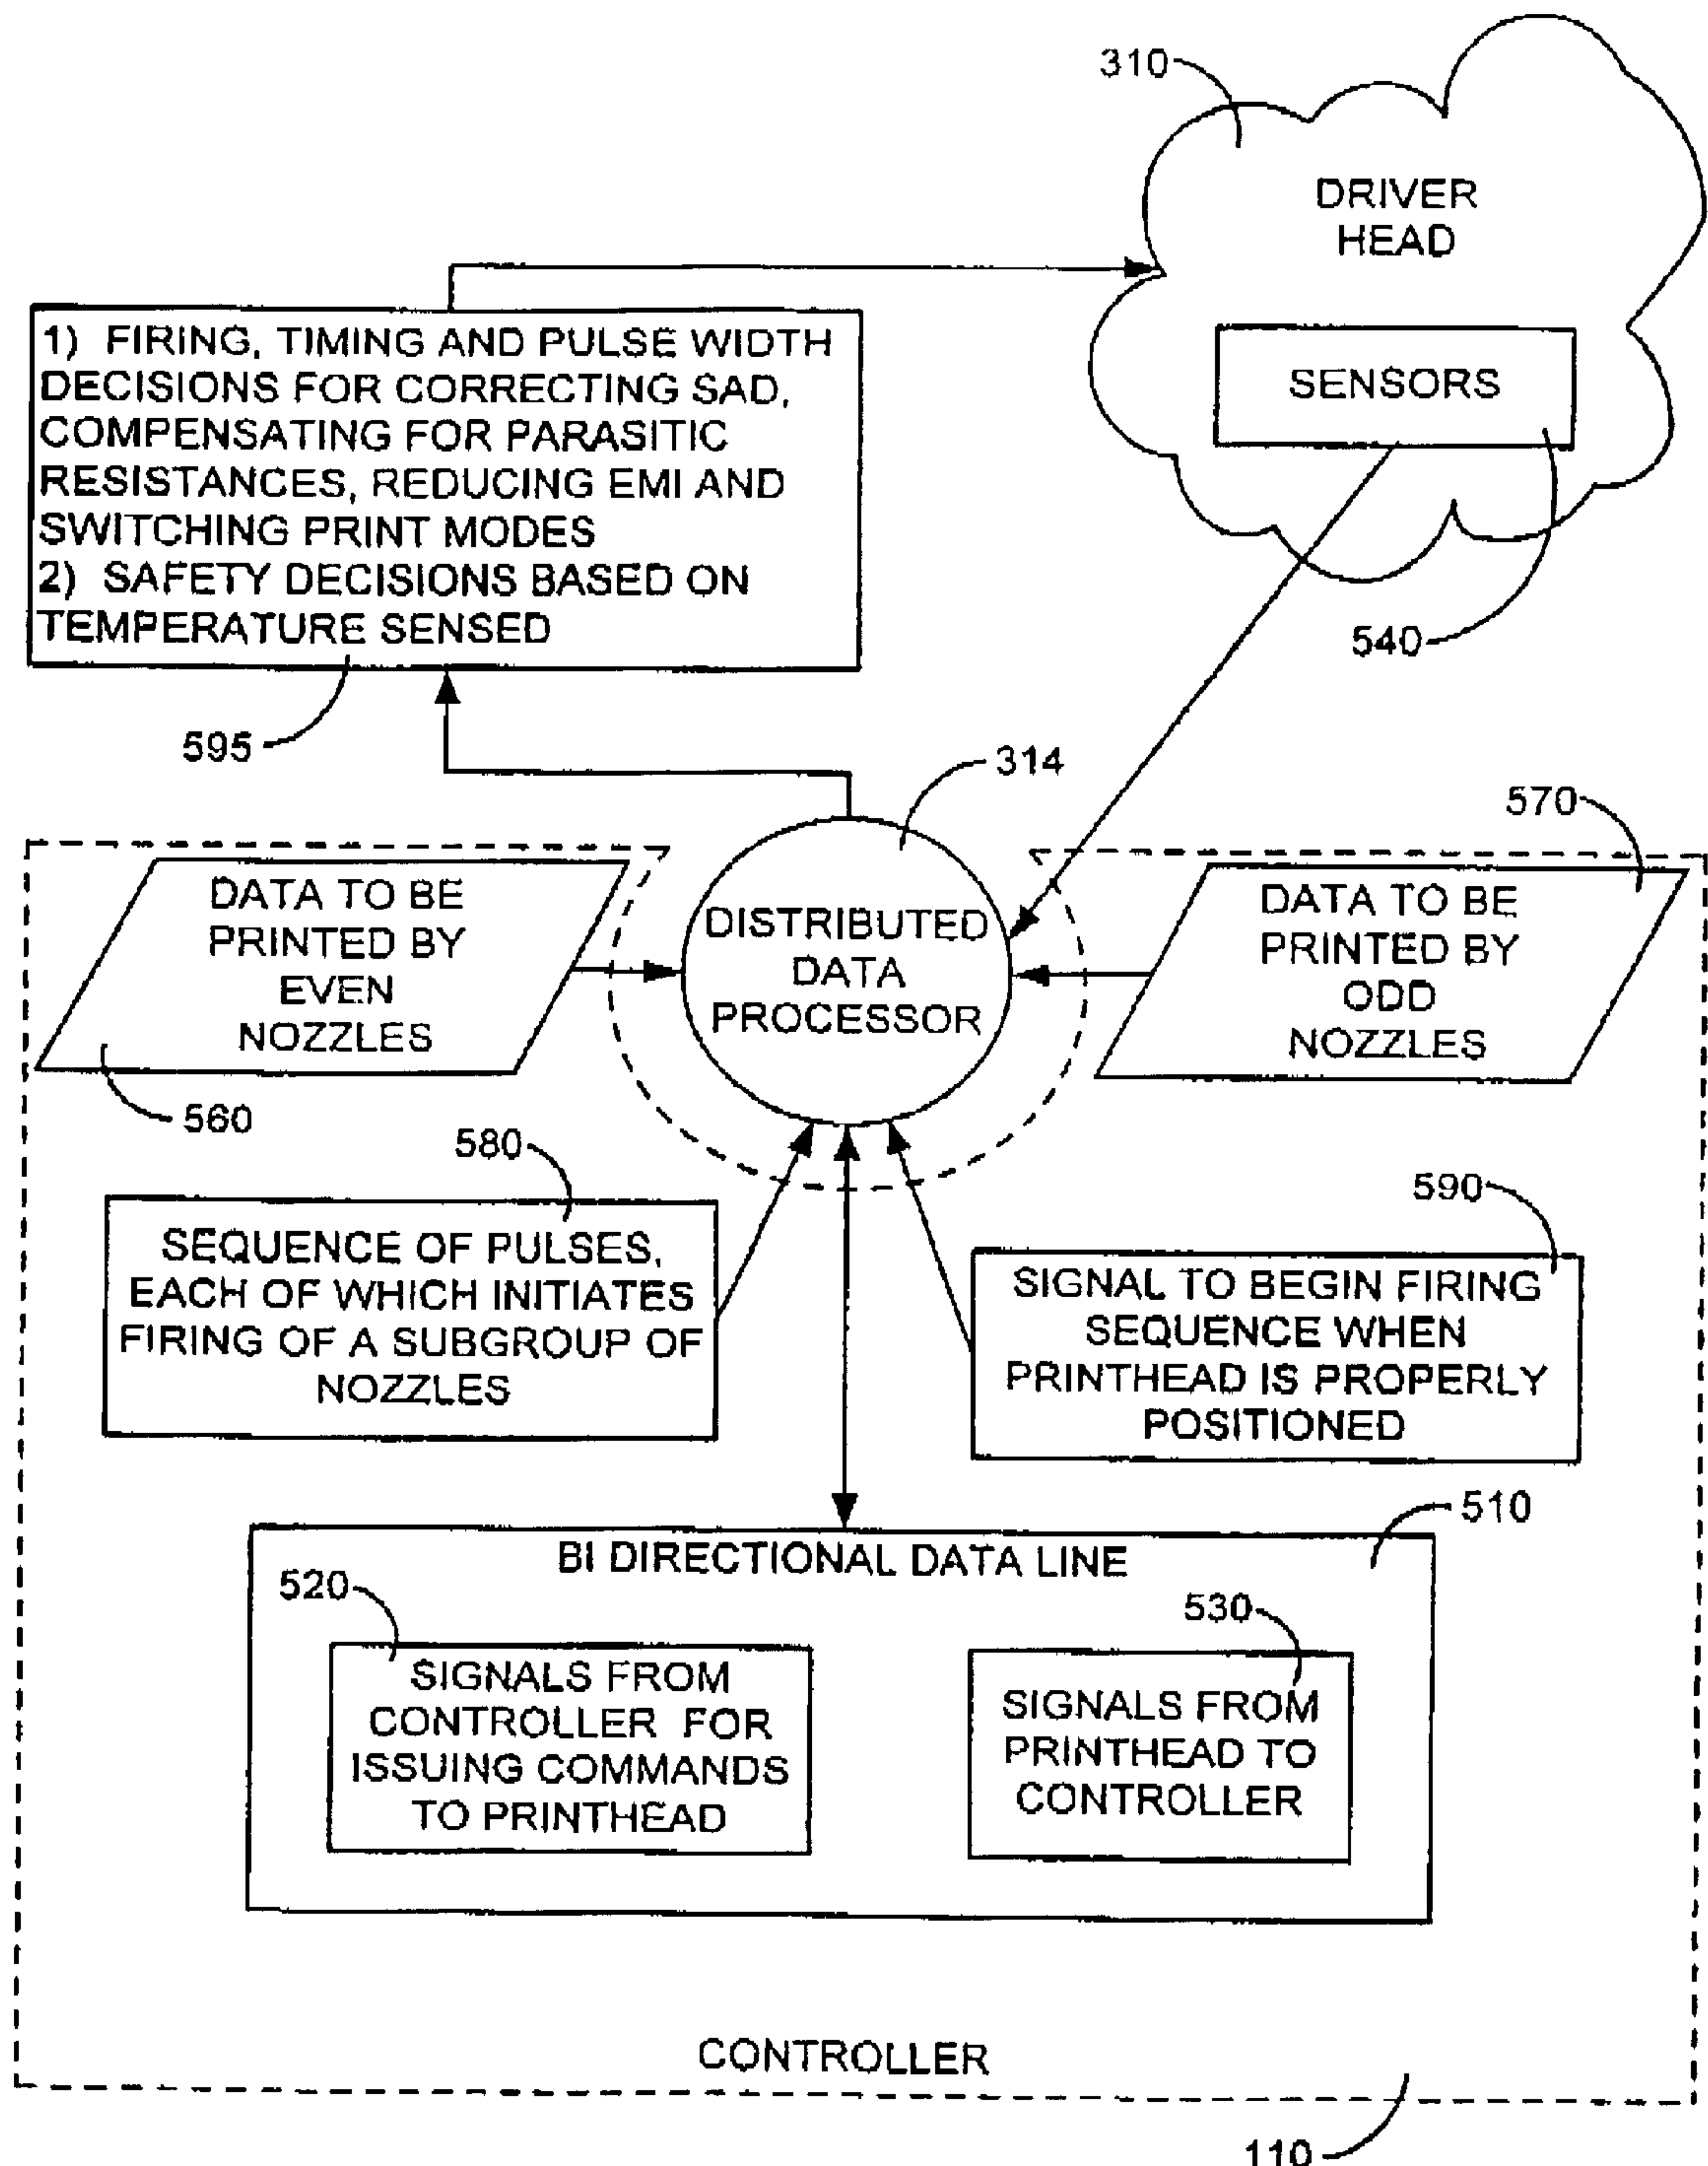 310
DRIVER
HEAD
SENSORS
540
1) FIRING, TIMING AND PULSE WIDTH
DECISIONS FOR CORRECTING SAD,
COMPENSATING FOR PARASITIC
RESISTANCES, REDUCING EMI AND
SWITCHING PRINT MODES
2) SAFETY DECISIONS BASED ON
TEMPERATURE SENSED
595
314
570
DATA TO BE
PRINTED BY
EVEN
NOZZLES
560
DISTRIBUTED
DATA
PROCESSOR
DATA TO BE
PRINTED BY
ODD
NOZZLES
580
SEQUENCE OF PULSES,
EACH OF WHICH INITIATES
FIRING OF A SUBGROUP OF
NOZZLES
590
SIGNAL TO BEGIN FIRING
SEQUENCE WHEN
PRINTHEAD IS PROPERLY
POSITIONED
510
BI DIRECTIONAL DATA LINE
520
SIGNALS FROM
CONTROLLER FOR
ISSUING COMMANDS
TO PRINTHEAD
530
SIGNALS FROM
PRINTHEAD TO
CONTROLLER
CONTROLLER
110